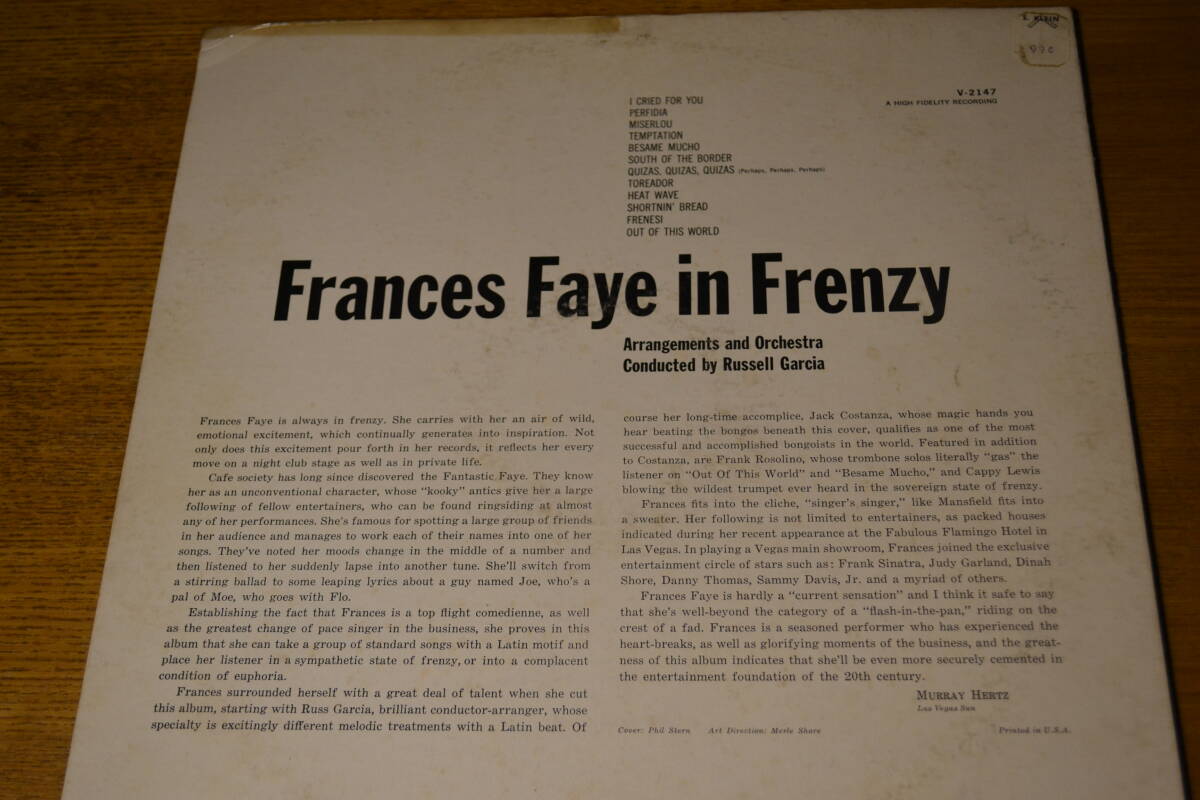 S. KLEIN
99¢
V-2147
A HIGH FIDELITY RECORDING
I CRIED FOR YOU
PERFIDIA
MISERLOU
TEMPTATION
BESAME MUCHO
SOUTH OF THE BORDER
QUIZAS, QUIZAS, QUIZAS (Perhaps, Perhaps, Perhaps)
TOREADOR
HEAT WAVE
SHORTNIN' BREAD
FRENESI
OUT OF THIS WORLD
Frances Faye in Frenzy
Arrangements and Orchestra
Conducted by Russell Garcia
Frances Faye is always in frenzy. She carries with her an air of wild,
emotional excitement, which continually generates into inspiration. Not
only does this excitement pour forth in her records, it reflects her every
move on a night club stage as well as in private life.
Cafe society has long since discovered the Fantastic Faye. They know
her as an unconventional character, whose "kooky" antics give her a large
following of fellow entertainers, who can be found ringsiding at almost
any of her performances. She's famous for spotting a large group of friends
in her audience and manages to work each of their names into one of her
songs. They've noted her moods change in the middle of a number and
then listened to her suddenly lapse into another tune. She'll switch from
a stirring ballad to some leaping lyrics about a guy named Joe, who's a
pal of Moe, who goes with Flo.
Establishing the fact that Frances is a top flight comedienne, as well
as the greatest change of pace singer in the business, she proves in this
album that she can take a group of standard songs with a Latin motif and
place her listener in a sympathetic state of frenzy, or into a complacent
condition of euphoria.
Frances surrounded herself with a great deal of talent when she cut
this album, starting with Russ Garcia, brilliant conductor-arranger, whose
specialty is excitingly different melodic treatments with a Latin beat. Of
course her long-time accomplice, Jack Costanza, whose magic hands you
hear beating the bongos beneath this cover, qualifies as one of the most
successful and accomplished bongoists in the world. Featured in addition
to Costanza, are Frank Rosolino, whose trombone solos literally "gas" the
listener on "Out Of This World" and "Besame Mucho," and Cappy Lewis
blowing the wildest trumpet ever heard in the sovereign state of frenzy.
Frances fits into the cliche, "singer's singer," like Mansfield fits into
a sweater. Her following is not limited to entertainers, as packed houses
indicated during her recent appearance at the Fabulous Flamingo Hotel in
Las Vegas. In playing a Vegas main showroom, Frances joined the exclusive
entertainment circle of stars such as: Frank Sinatra, Judy Garland, Dinah
Shore, Danny Thomas, Sammy Davis, Jr. and a myriad of others.
Frances Faye is hardly a "current sensation" and I think it safe to say
that she's well-beyond the category of a "flash-in-the-pan," riding on the
crest of a fad. Frances is a seasoned performer who has experienced the
heart-breaks, as well as glorifying moments of the business, and the great-
ness of this album indicates that she'll be even more securely cemented in
the entertainment foundation of the 20th century.
MURRAY HERTZ
Las Vegas Sun
Cover: Phil Stern Art Direction: Merle Shore
Printed in U.S.A.